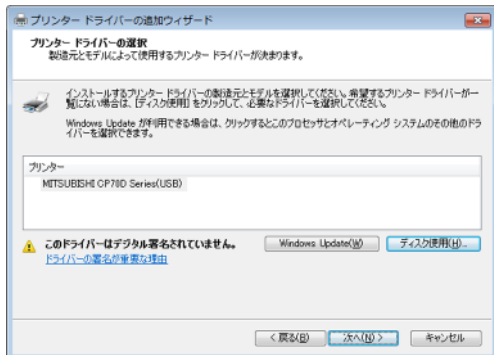 プリンター ドライバーの追加ウィザード
プリンター ドライバーの選択
製造元とモデルによって使用するプリンター ドライバーが決まります。
インストールするプリンター ドライバーの製造元とモデルを選択してください。希望するプリンター ドライバーが一
覧にない場合は、[ディスク使用] をクリックして、必要なドライバーを選択してください。
Windows Update が利用できる場合は、クリックするとこのプロセッサとオペレーティング システムのその他のドラ
イバーを選択できます。
プリンター
MITSUBISHI CP70D Series(USB)
このドライバーはデジタル署名されていません。
Windows Update(W)
ディスク使用(H)...
ドライバーの署名が重要な理由
< 戻る(B)
次へ(N) >
キャンセル